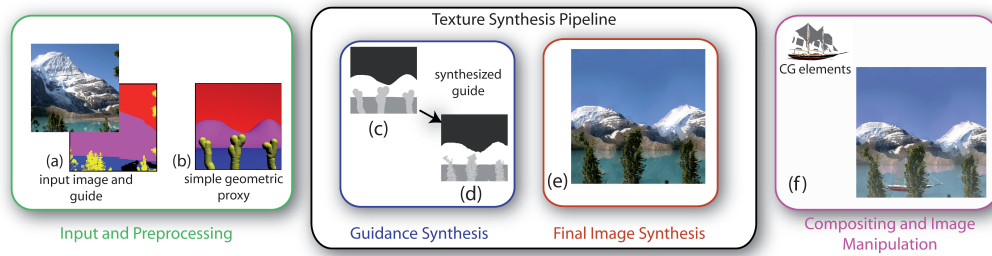 Texture Synthesis Pipeline
(a)
input image and
guide
(b)
simple geometric
proxy
Input and Preprocessing
(c)
synthesized
guide
(d)
Guidance Synthesis
(e)
Final Image Synthesis
CG elements
(f)
Compositing and Image
Manipulation